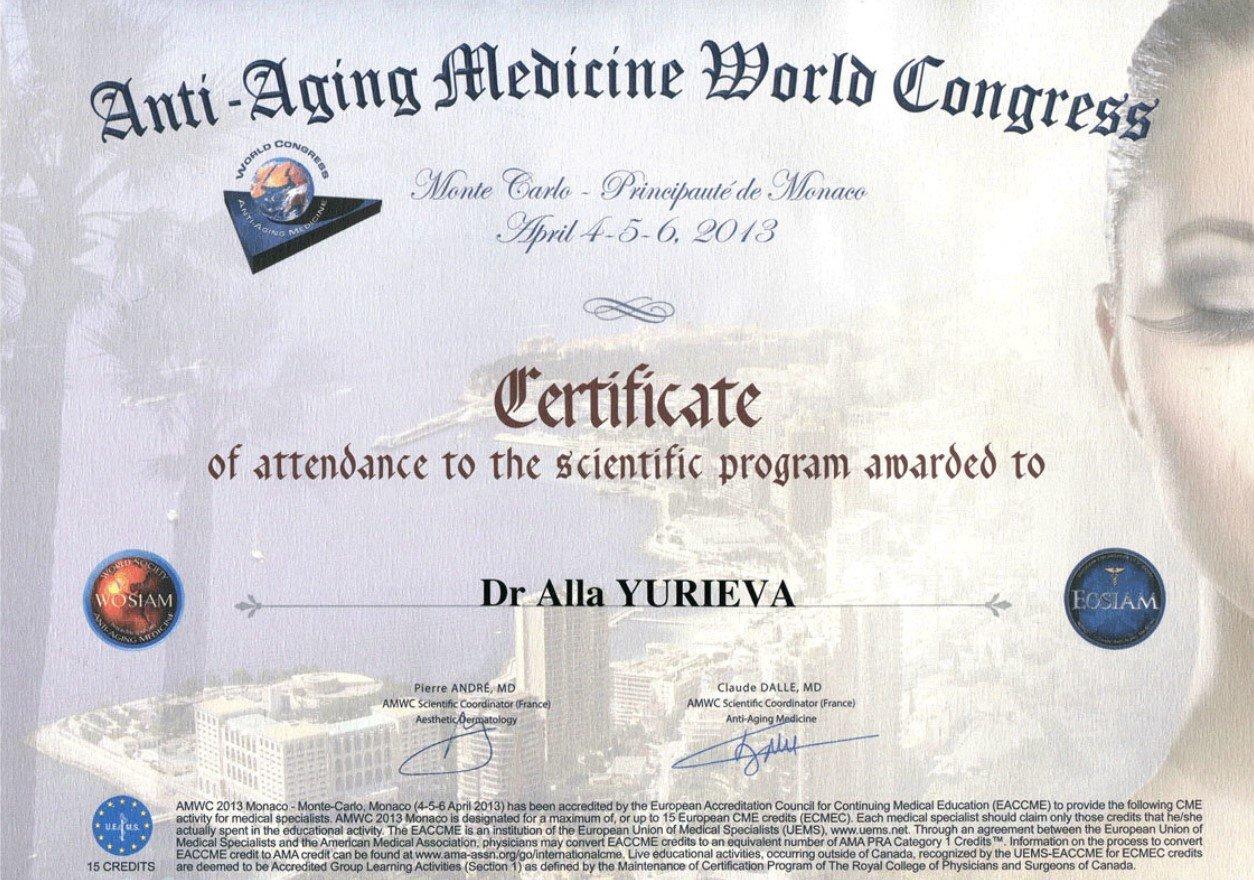 Anti-Aging Medicine World Congress
WORLD CONGRESS
ANTI-AGING MEDICINE
Monte Carlo - Principauté de Monaco
April 4-5-6, 2013
Certificate
of attendance to the scientific program awarded to
WORLD SOCIETY
WOSIAM
ANTI-AGING MEDICINE
Dr Alla YURIEVA
EOSIAM
Pierre ANDRÉ, MD
AMWC Scientific Coordinator (France)
Aesthetic Dermatology
Claude DALLE, MD
AMWC Scientific Coordinator (France)
Anti-Aging Medicine
U.E.M.S.
15 CREDITS
AMWC 2013 Monaco - Monte-Carlo, Monaco (4-5-6 April 2013) has been accredited by the European Accreditation Council for Continuing Medical Education (EACCME) to provide the following CME
activity for medical specialists. AMWC 2013 Monaco is designated for a maximum of, or up to 15 European CME credits (ECMEC). Each medical specialist should claim only those credits that he/she
actually spent in the educational activity. The EACCME is an institution of the European Union of Medical Specialists (UEMS), www.uems.net. Through an agreement between the European Union of
Medical Specialists and the American Medical Association, physicians may convert EACCME credits to an equivalent number of AMA PRA Category 1 Credits™. Information on the process to convert
EACCME credit to AMA credit can be found at www.ama-assn.org/go/internationalcme. Live educational activities, occurring outside of Canada, recognized by the UEMS-EACCME for ECMEC credits
are deemed to be Accredited Group Learning Activities (Section 1) as defined by the Maintenance of Certification Program of The Royal College of Physicians and Surgeons of Canada.